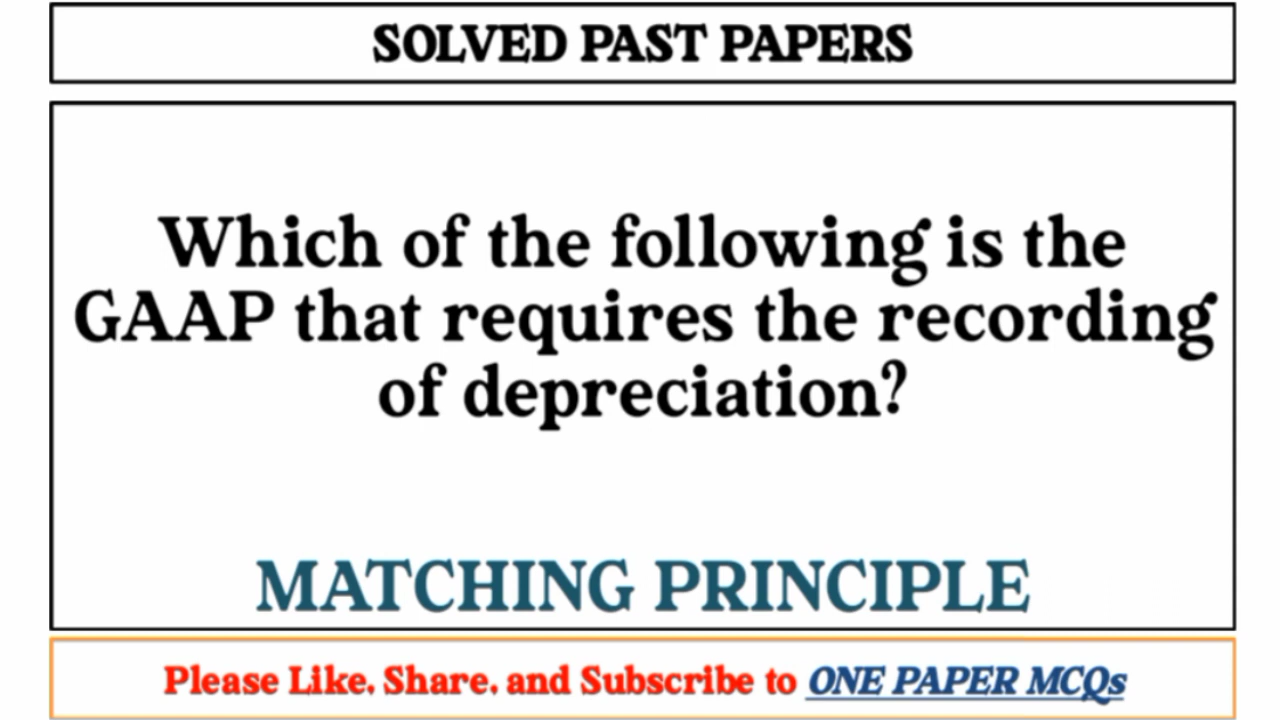 SOLVED PAST PAPERS
Which of the following is the
GAAP that requires the recording
of depreciation?
MATCHING PRINCIPLE
Please Like. Share. and Subscribe to ONE PAPER MCQs